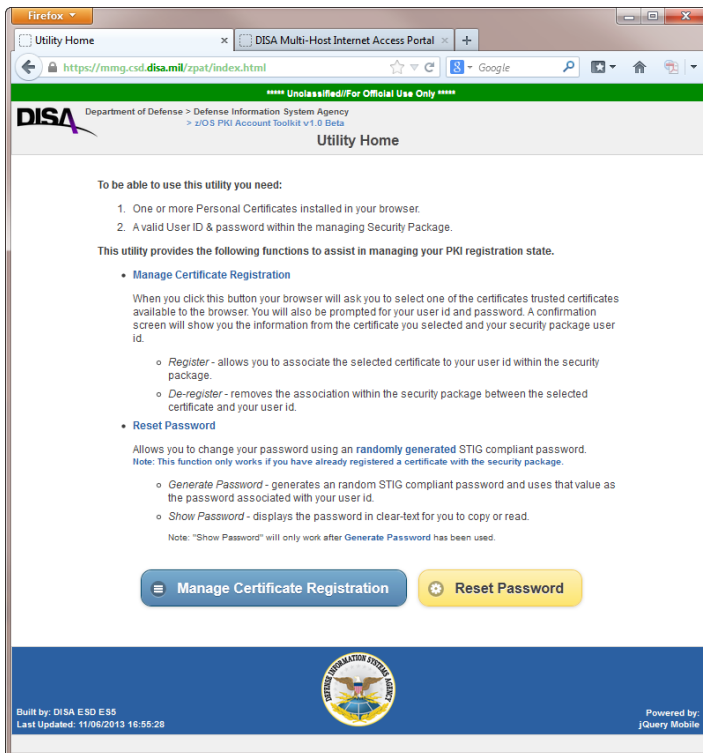 Firefox
Utility Home × DISA Multi-Host Internet Access Portal × +
https://mmg.csd.disa.mil/zpat/index.html Google
***** Unclassified//For Official Use Only *****
DISA
Department of Defense > Defense Information System Agency
> z/OS PKI Account Toolkit v1.0 Beta
Utility Home
To be able to use this utility you need:
1. One or more Personal Certificates installed in your browser.
2. A valid User ID & password within the managing Security Package.
This utility provides the following functions to assist in managing your PKI registration state.
• Manage Certificate Registration
When you click this button your browser will ask you to select one of the certificates trusted certificates
available to the browser. You will also be prompted for your user id and password. A confirmation
screen will show you the information from the certificate you selected and your security package user
id.
Register - allows you to associate the selected certificate to your user id within the security
package.
De-register - removes the association within the security package between the selected
certificate and your user id.
• Reset Password
Allows you to change your password using an randomly generated STIG compliant password.
Note: This function only works if you have already registered a certificate with the security package.
Generate Password - generates an random STIG compliant password and uses that value as
the password associated with your user id.
Show Password - displays the password in clear-text for you to copy or read.
Note: "Show Password" will only work after Generate Password has been used.
Manage Certificate Registration
Reset Password
DEFENSE INFORMATION SYSTEMS AGENCY
Built by: DISA ESD ES5
Last Updated: 11/06/2013 16:55:28
Powered by:
jQuery Mobile